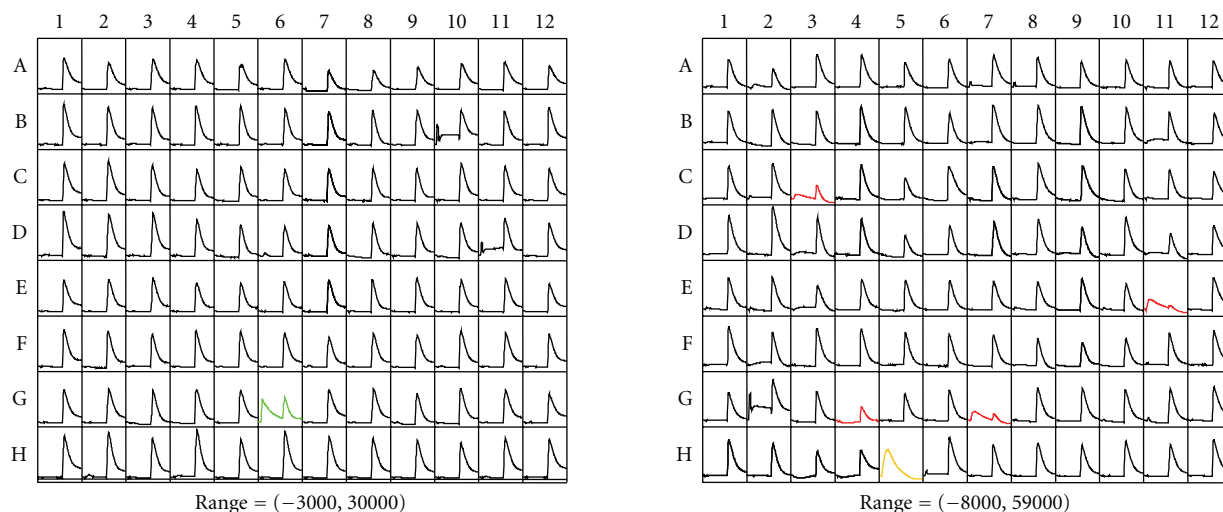 1 2 3 4 5 6 7 8 9 10 11 12
A
B
C
D
E
F
G
H
Range = (−3000, 30000)
1 2 3 4 5 6 7 8 9 10 11 12
A
B
C
D
E
F
G
H
Range = (−8000, 59000)